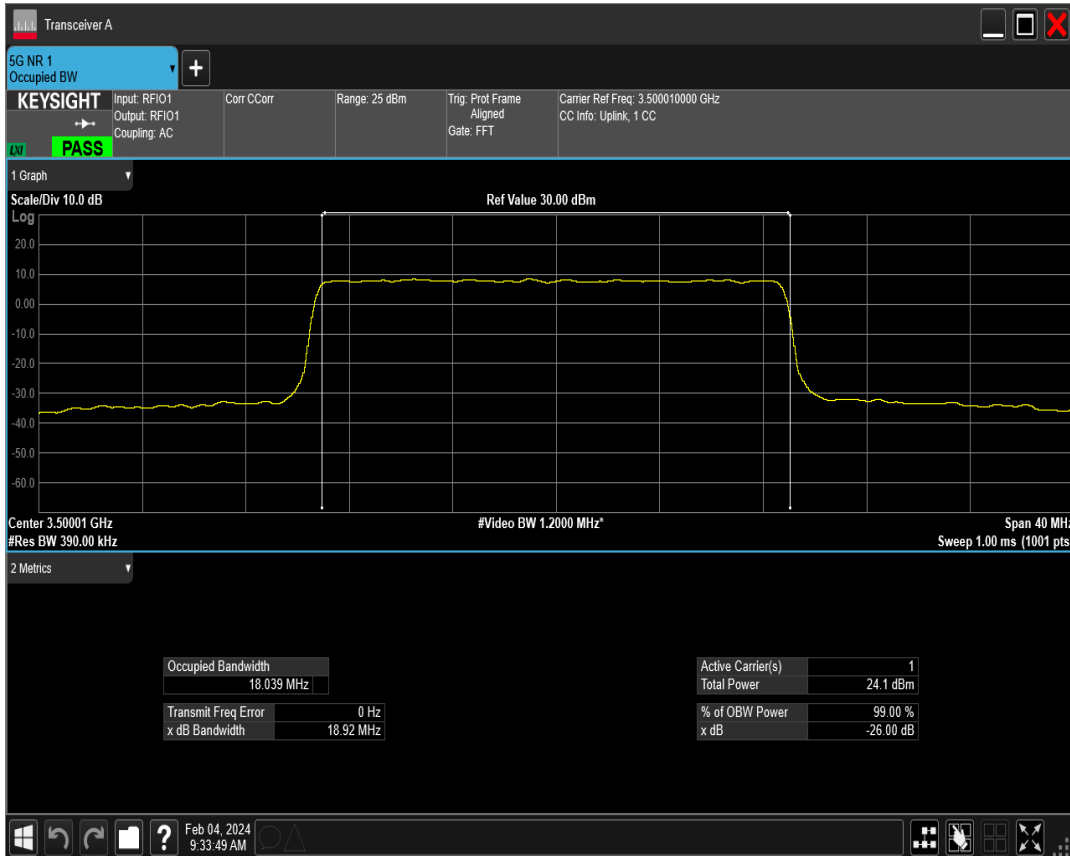 Transceiver A
5G NR 1
Occupied BW
+
KEYSIGHT
Input: RFIO1
Output: RFIO1
Coupling: AC
Corr CCorr
Range: 25 dBm
Trig: Prot Frame
Aligned
Gate: FFT
Carrier Ref Freq: 3.500010000 GHz
CC Info: Uplink, 1 CC
LXI
PASS
1 Graph
Scale/Div 10.0 dB
Ref Value 30.00 dBm
Log
20.0
10.0
0.00
-10.0
-20.0
-30.0
-40.0
-50.0
-60.0
Center 3.50001 GHz
#Video BW 1.2000 MHz*
Span 40 MHz
#Res BW 390.00 kHz
Sweep 1.00 ms (1001 pts
2 Metrics
Occupied Bandwidth
18.039 MHz
Transmit Freq Error 0 Hz
x dB Bandwidth 18.92 MHz
Active Carrier(s) 1
Total Power 24.1 dBm
% of OBW Power 99.00 %
x dB -26.00 dB
?
Feb 04, 2024
9:33:49 AM